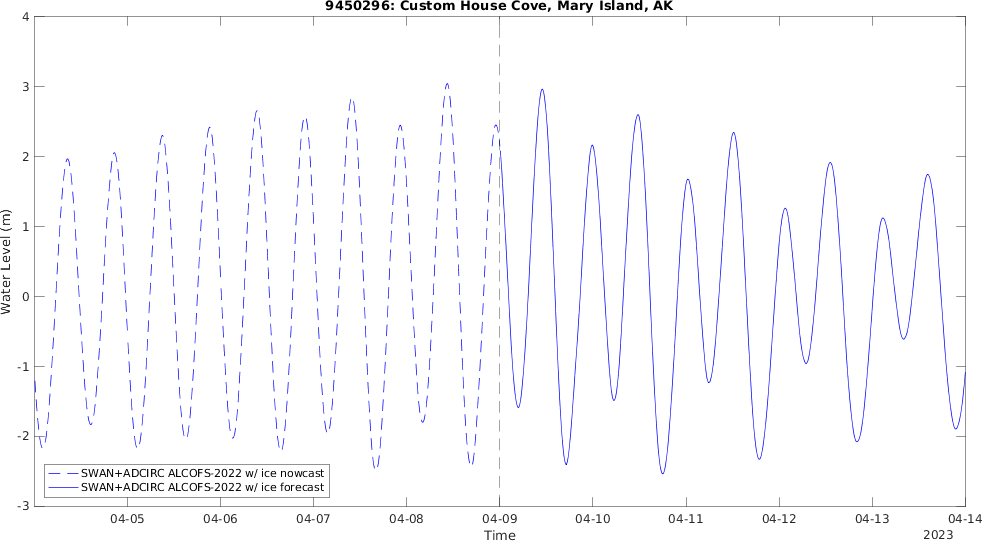 9450296: Custom House Cove, Mary Island, AK
4
3
2
1
0
-1
-2
-3
Water Level (m)
SWAN+ADCIRC ALCOFS-2022 w/ ice nowcast
SWAN+ADCIRC ALCOFS-2022 w/ ice forecast
04-05 04-06 04-07 04-08 04-09 04-10 04-11 04-12 04-13 04-14
Time
2023